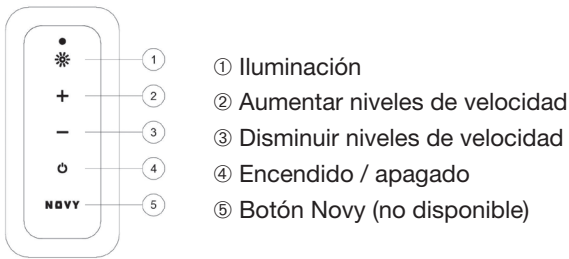 ① Iluminación
+ ② Aumentar niveles de velocidad
− ③ Disminuir niveles de velocidad
④ Encendido / apagado
NOVY ⑤ Botón Novy (no disponible)